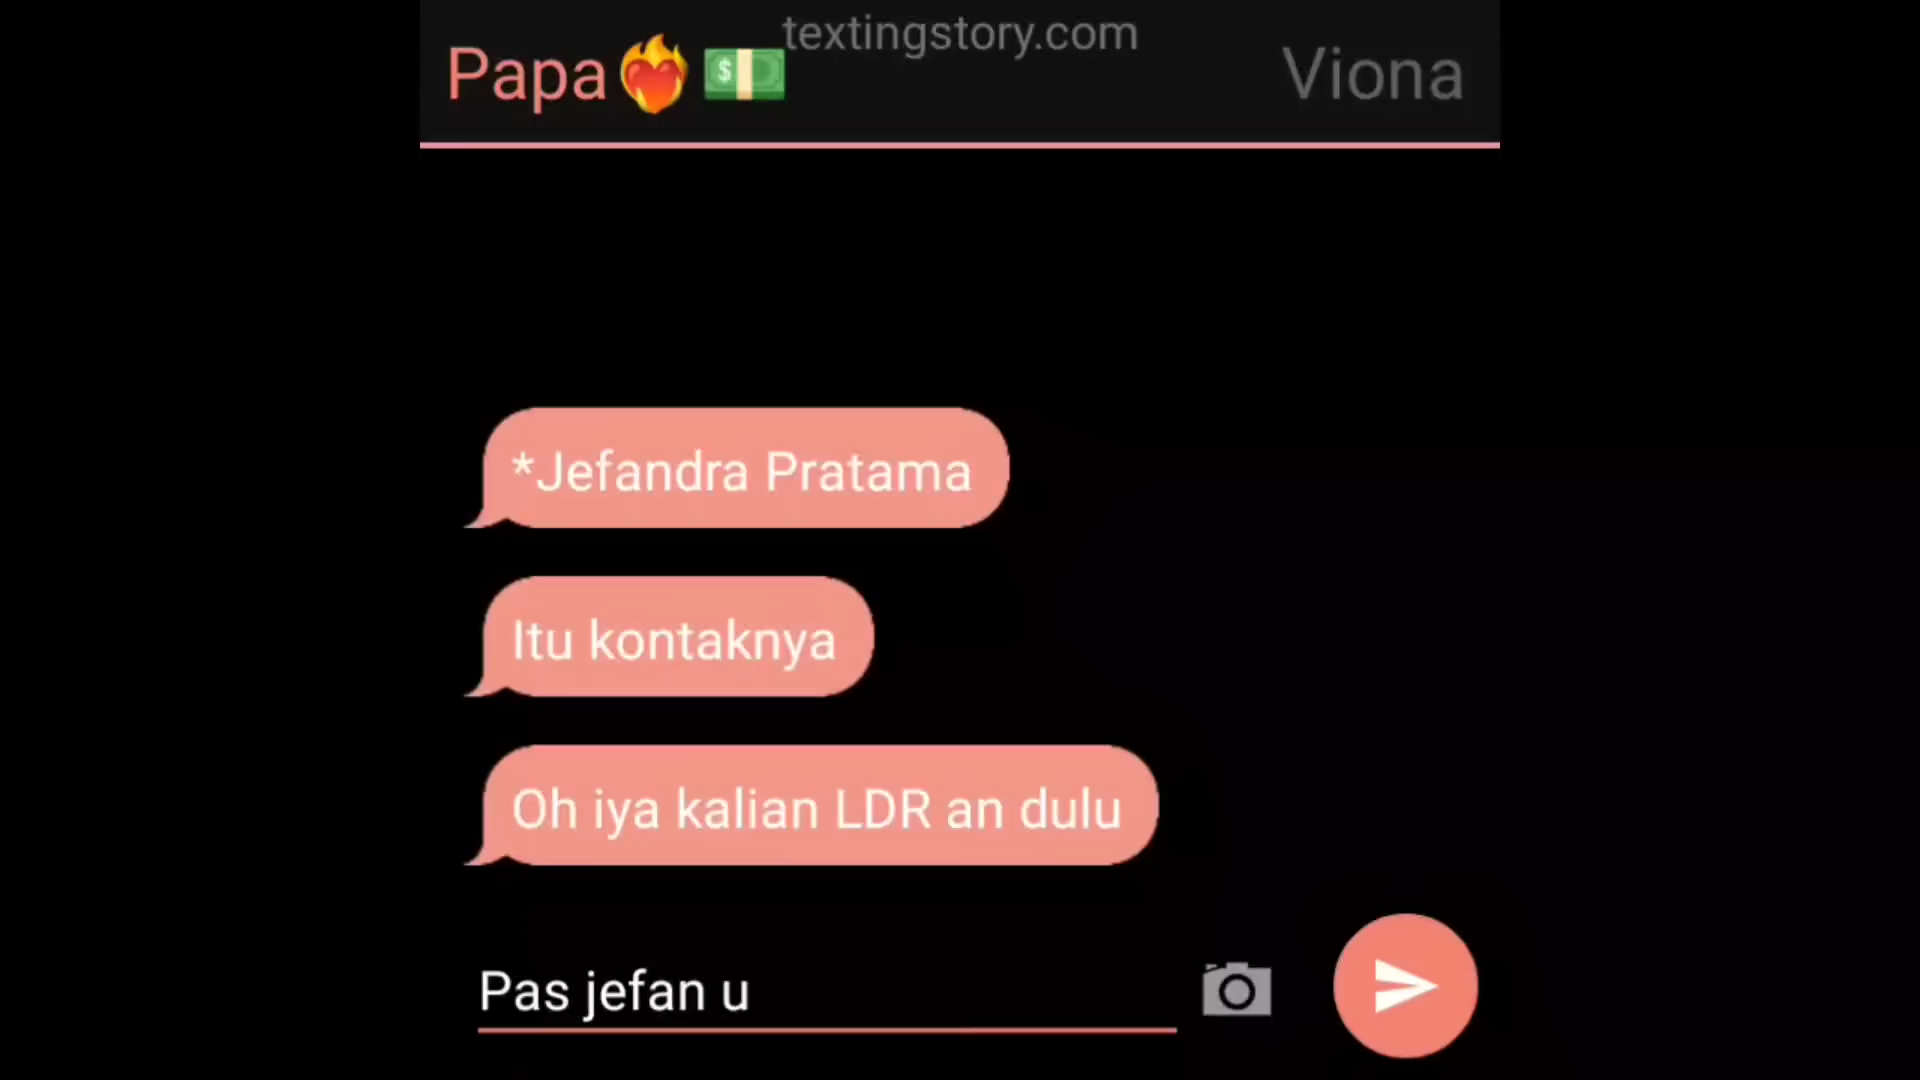 textingstory.com
Papa❤️‍🔥💵 Viona
*Jefandra Pratama
Itu kontaknya
Oh iya kalian LDR an dulu
Pas jefan u